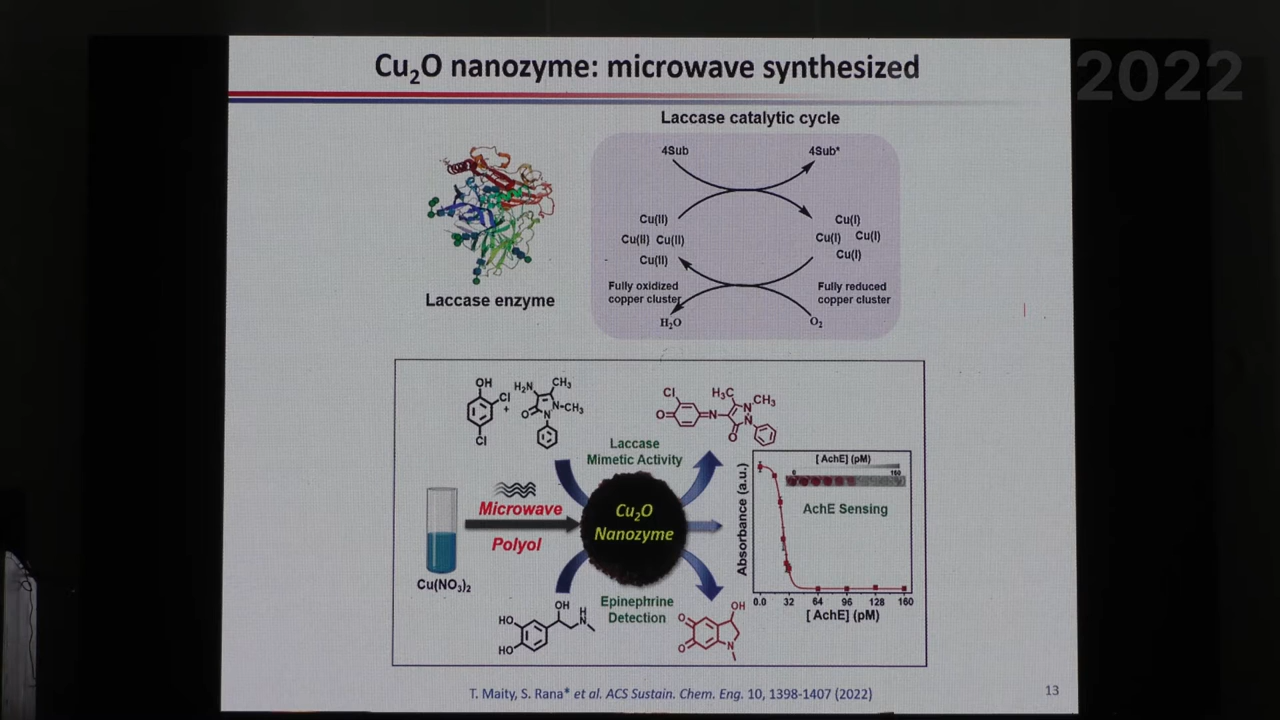 Cu₂O nanozyme: microwave synthesized
2022
Laccase catalytic cycle
4Sub
4Sub*
Cu(II)
Cu(II) Cu(II)
Cu(II)
Cu(I)
Cu(I) Cu(I)
Cu(I)
Fully oxidized
copper cluster
Fully reduced
copper cluster
H₂O
O₂
Laccase enzyme
OH
Cl
+
Cl
H₂N
CH₃
N-CH₃
O
N
Cl
O
N
H₃C
CH₃
N
N
O
Laccase
Mimetic Activity
Microwave
Polyol
Cu(NO₃)₂
Cu₂O
Nanozyme
Epinephrine
Detection
HO
HO
OH
H
N
O
O
OH
N
Absorbance (a.u.)
[AchE] (pM)
0 160
AchE Sensing
0.0 32 64 96 128 160
[AchE] (pM)
T. Maity, S. Rana* et al. ACS Sustain. Chem. Eng. 10, 1398-1407 (2022)
13